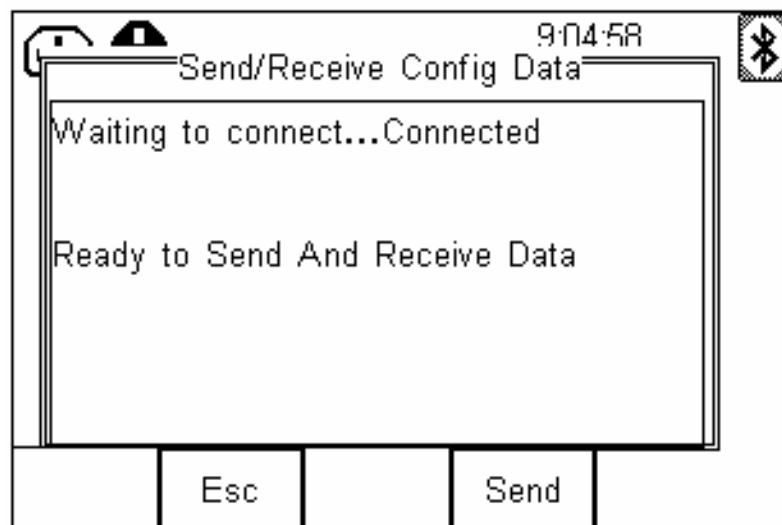 9:04:58
Send/Receive Config Data
Waiting to connect...Connected
Ready to Send And Receive Data
Esc
Send